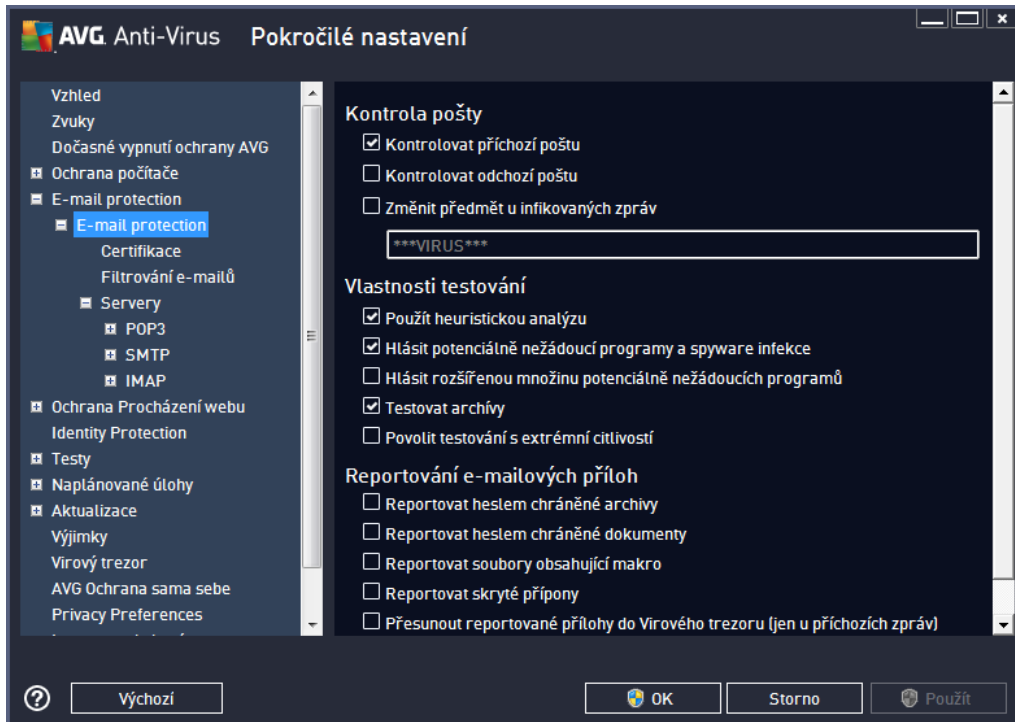 AVG. Anti-Virus Pokročilé nastavení
Vzhled
Zvuky
Dočasné vypnutí ochrany AVG
Ochrana počítače
E-mail protection
E-mail protection
Certifikace
Filtrování e-mailů
Servery
POP3
SMTP
IMAP
Ochrana Procházení webu
Identity Protection
Testy
Naplánované úlohy
Aktualizace
Výjimky
Virový trezor
AVG Ochrana sama sebe
Privacy Preferences
Kontrola pošty
Kontrolovat příchozí poštu
Kontrolovat odchozí poštu
Změnit předmět u infikovaných zpráv
***VIRUS***
Vlastnosti testování
Použít heuristickou analýzu
Hlásit potenciálně nežádoucí programy a spyware infekce
Hlásit rozšířenou množinu potenciálně nežádoucích programů
Testovat archívy
Povolit testování s extrémní citlivostí
Reportování e-mailových příloh
Reportovat heslem chráněné archivy
Reportovat heslem chráněné dokumenty
Reportovat soubory obsahující makro
Reportovat skryté přípony
Přesunout reportované přílohy do Virového trezoru (jen u příchozích zpráv)
Výchozí
OK
Storno
Použít